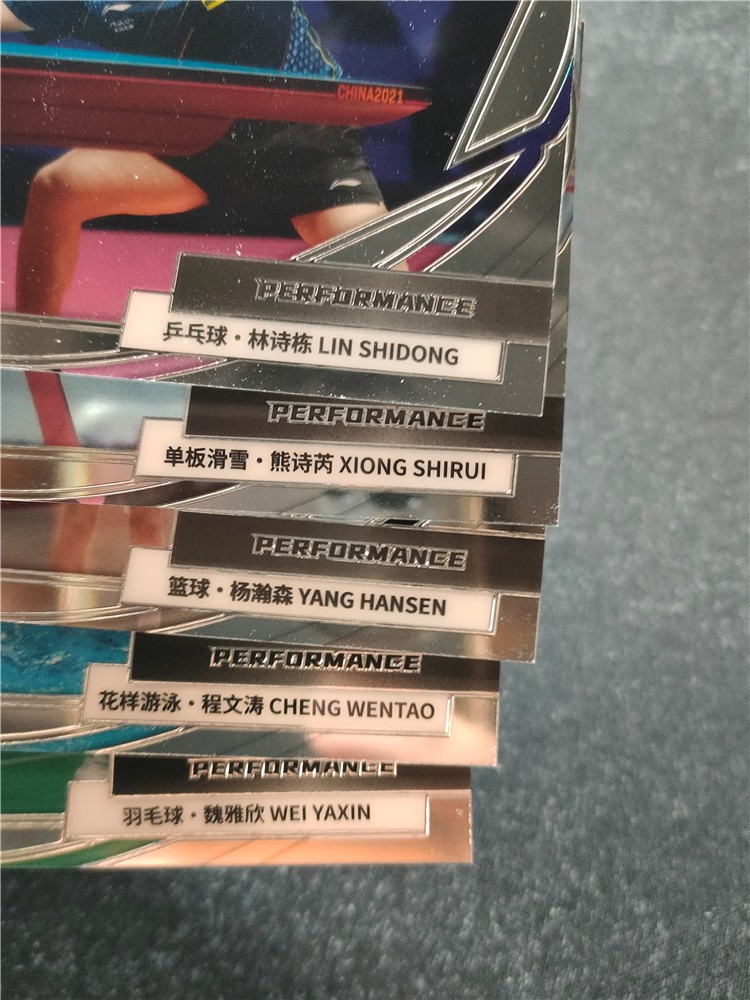 CHINA2021
PERFORMANCE
乒乓球·林诗栋 LIN SHIDONG
PERFORMANCE
单板滑雪·熊诗芮 XIONG SHIRUI
PERFORMANCE
篮球·杨瀚森 YANG HANSEN
PERFORMANCE
花样游泳·程文涛 CHENG WENTAO
PERFORMANCE
羽毛球·魏雅欣 WEI YAXIN